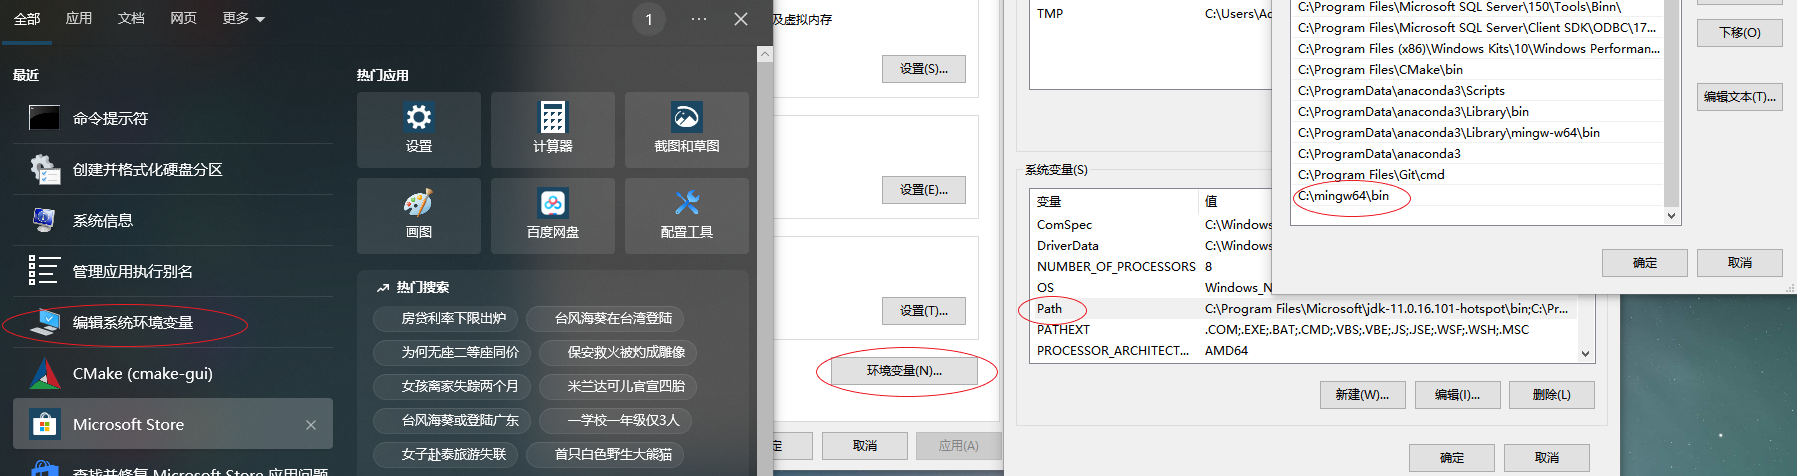 全部
应用
文档
网页
更多
1
最近
命令提示符
创建并格式化硬盘分区
系统信息
管理应用执行别名
编辑系统环境变量
CMake (cmake-gui)
Microsoft Store
查找并修复 Microsoft Store 应用问题
热门应用
设置
计算器
截图和草图
画图
百度网盘
配置工具
热门搜索
房贷利率下限出炉
台风海葵在台湾登陆
为何无座二等座同价
保安救火被灼成雕像
女孩离家失踪两个月
米兰达可儿官宣四胎
台风海葵或登陆广东
一学校一年级仅3人
女子赴泰旅游失联
首只白色野生大熊猫
及虚拟内存
设置(S)...
设置(E)...
设置(T)...
环境变量(N)...
定
取消
应用(A)
TMP
C:\Users\Ac
系统变量(S)
变量
值
ComSpec
C:\Windows
DriverData
C:\Windows
NUMBER_OF_PROCESSORS
8
OS
Windows_N
Path
C:\Program Files\Microsoft\jdk-11.0.16.101-hotspot\bin;C:\Pr...
PATHEXT
.COM;.EXE;.BAT;.CMD;.VBS;.VBE;.JS;.JSE;.WSF;.WSH;.MSC
PROCESSOR_ARCHITECT...
AMD64
新建(W)...
编辑(I)...
删除(L)
确定
取消
C:\Program Files\Microsoft SQL Server\150\Tools\Binn\
C:\Program Files\Microsoft SQL Server\Client SDK\ODBC\17...
C:\Program Files (x86)\Windows Kits\10\Windows Performan...
C:\Program Files\CMake\bin
C:\ProgramData\anaconda3\Scripts
C:\ProgramData\anaconda3\Library\bin
C:\ProgramData\anaconda3\Library\mingw-w64\bin
C:\ProgramData\anaconda3
C:\Program Files\Git\cmd
C:\mingw64\bin
下移(O)
编辑文本(T)...
确定
取消